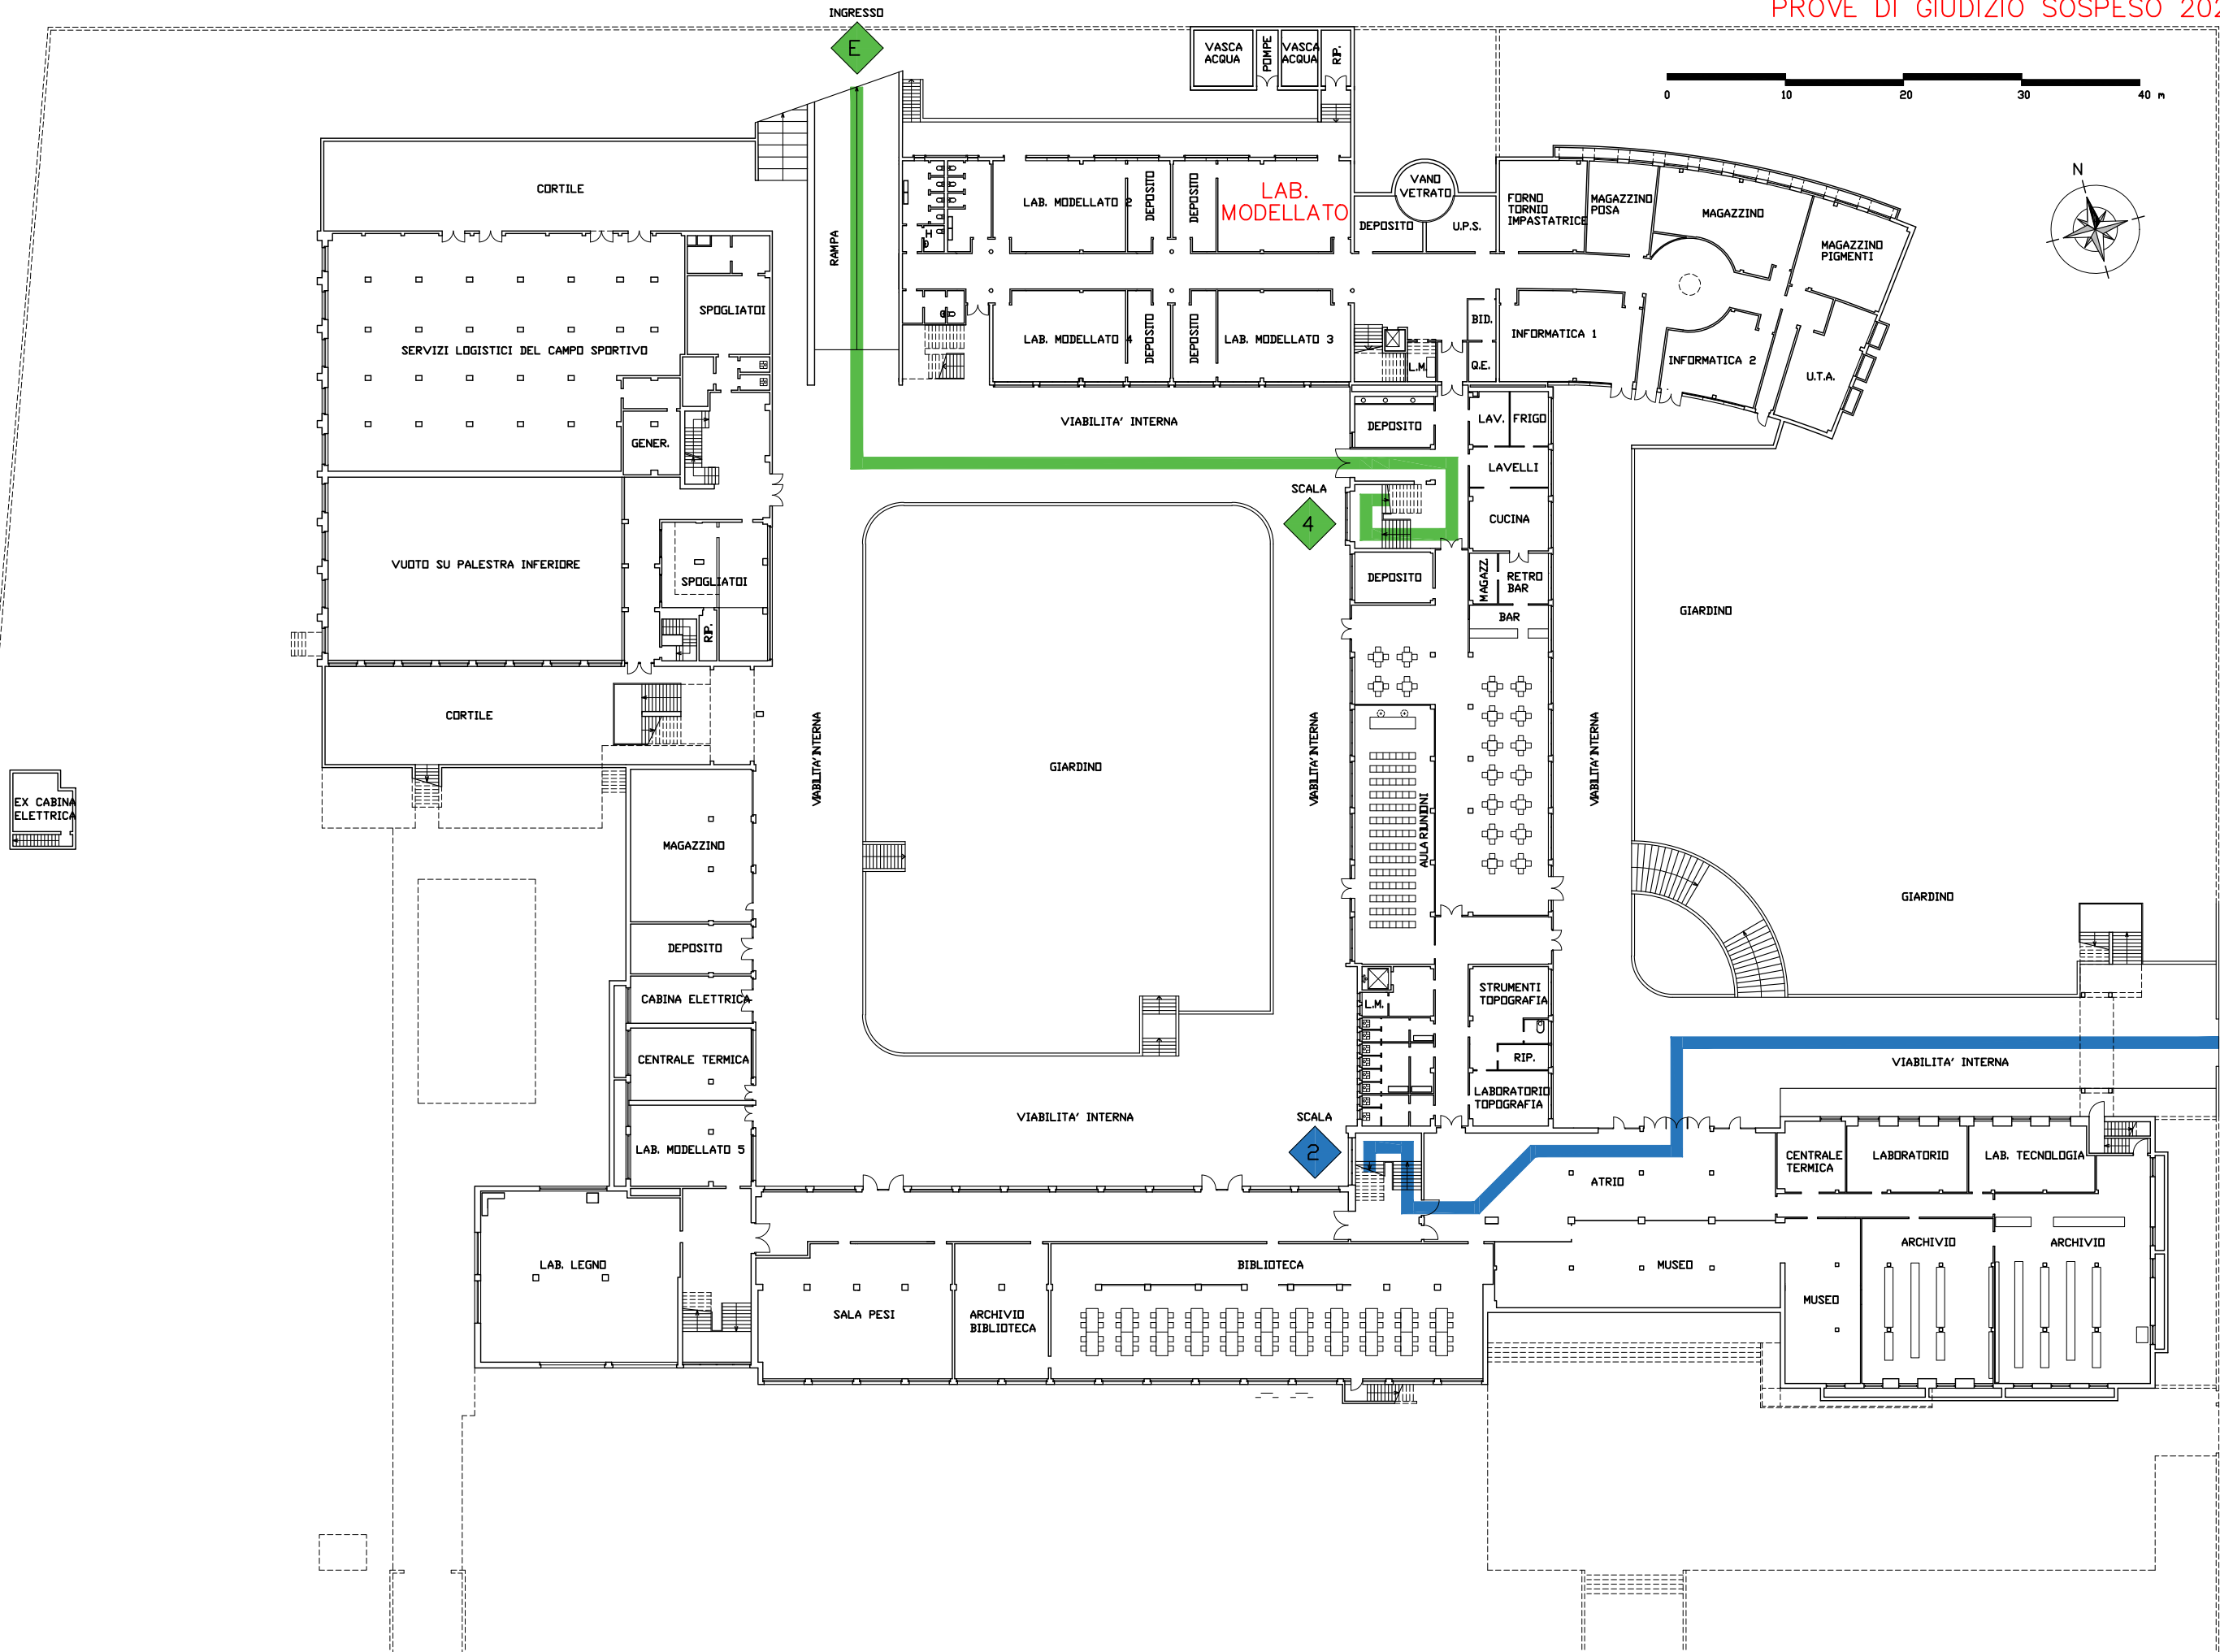 PROVE DI GIUDIZIO SOSPESO 202
INGRESSO
E
VASCA
ACQUA
POMPE
VASCA
ACQUA
RIP.
0 10 20 30 40 m
N
CORTILE
RAMPA
H
LAB. MODELLATO 2
DEPOSITO
DEPOSITO
LAB.
MODELLATO
VANO
VETRATO
DEPOSITO
U.P.S.
FORNO
TORNIO
IMPASTATRICE
MAGAZZINO
POSA
MAGAZZINO
MAGAZZINO
PIGMENTI
SPOGLIATOI
SERVIZI LOGISTICI DEL CAMPO SPORTIVO
LAB. MODELLATO 4
DEPOSITO
DEPOSITO
LAB. MODELLATO 3
L.M.
BID.
Q.E.
INFORMATICA 1
INFORMATICA 2
U.T.A.
GENER.
VIABILITA' INTERNA
DEPOSITO
LAV.
FRIGO
LAVELLI
SCALA
4
CUCINA
VUOTO SU PALESTRA INFERIORE
SPOGLIATOI
RIP.
DEPOSITO
MAGAZZ
RETRO
BAR
BAR
GIARDINO
CORTILE
VIABILITA' INTERNA
GIARDINO
VIABILITA' INTERNA
AULA RIUNIONI
VIABILITA' INTERNA
EX CABINA
ELETTRICA
MAGAZZINO
GIARDINO
DEPOSITO
CABINA ELETTRICA
L.M.
STRUMENTI
TOPOGRAFIA
CENTRALE TERMICA
RIP.
VIABILITA' INTERNA
LABORATORIO
TOPOGRAFIA
VIABILITA' INTERNA
SCALA
2
LAB. MODELLATO 5
ATRIO
CENTRALE
TERMICA
LABORATORIO
LAB. TECNOLOGIA
LAB. LEGNO
BIBLIOTECA
MUSEO
ARCHIVIO
ARCHIVIO
SALA PESI
ARCHIVIO
BIBLIOTECA
MUSEO